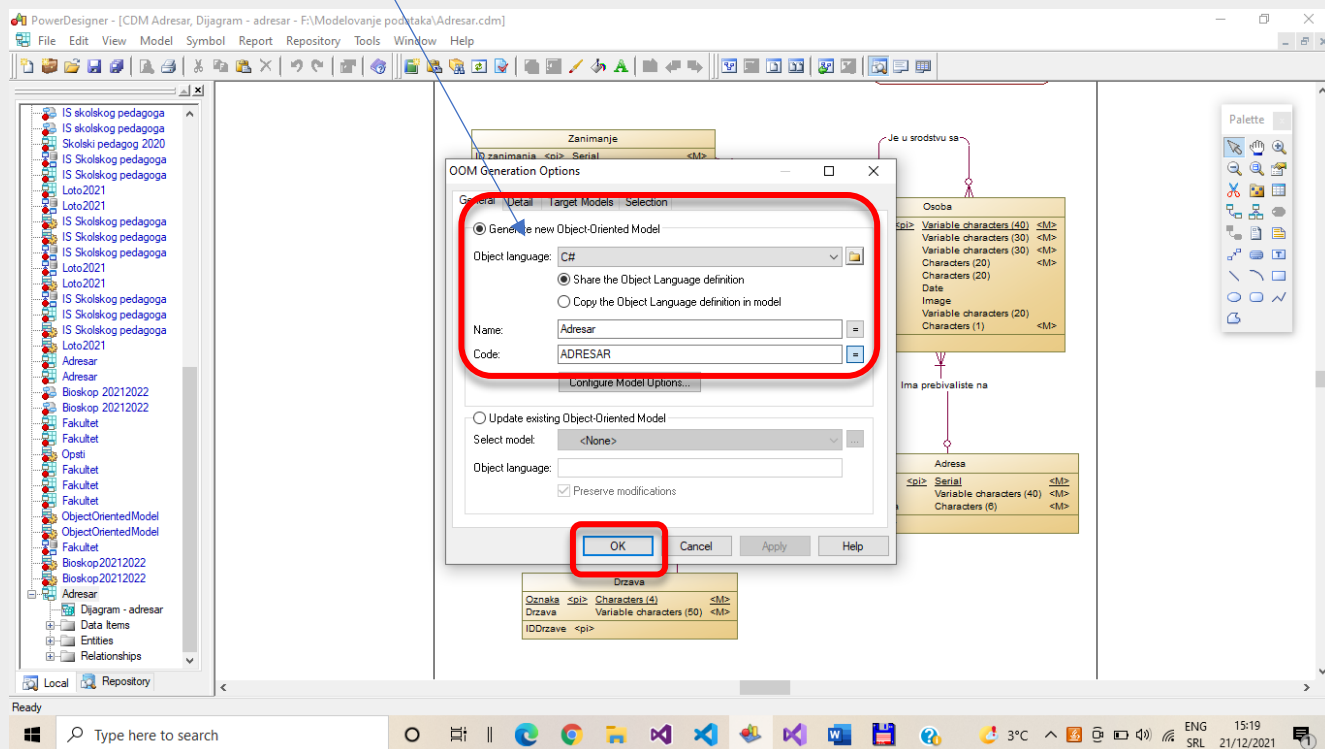 PowerDesigner - [CDM Adresar, Dijagram - adresar - F:\Modelovanje podataka\Adresar.cdm]
File Edit View Model Symbol Report Repository Tools Window Help
IS skolskog pedagoga
IS skolskog pedagoga
Skolski pedagog 2020
IS Skolskog pedagoga
IS Skolskog pedagoga
Loto2021
Loto2021
IS Skolskog pedagoga
IS Skolskog pedagoga
IS Skolskog pedagoga
Loto2021
Loto2021
IS Skolskog pedagoga
IS Skolskog pedagoga
IS Skolskog pedagoga
Loto2021
Adresar
Adresar
Bioskop 20212022
Bioskop 20212022
Fakultet
Fakultet
Opsti
Fakultet
Fakultet
Fakultet
ObjectOrientedModel
ObjectOrientedModel
Fakultet
Bioskop20212022
Bioskop20212022
Adresar
Dijagram - adresar
Data Items
Entities
Relationships
Local Repository
Zanimanje
IDzanimanja <pi> Serial <M>
OOM Generation Options
General Detail Target Models Selection
Generate new Object-Oriented Model
Object language: C#
Share the Object Language definition
Copy the Object Language definition in model
Name: Adresar =
Code: ADRESAR =
Configure Model Options...
Update existing Object-Oriented Model
Select model: <None> ...
Object language:
Preserve modifications
OK Cancel Apply Help
Je u srodstvu sa
Osoba
<pi> Variable characters (40) <M>
Variable characters (30) <M>
Variable characters (30) <M>
Characters (20) <M>
Characters (20)
Date
Image
Variable characters (20)
Characters (1) <M>
Ima prebivaliste na
Adresa
<pi> Serial <M>
Variable characters (40) <M>
Characters (6) <M>
Drzava
Oznaka <pi> Characters (4) <M>
Drzava Variable characters (50) <M>
IDDrzave <pi>
Palette
Ready
Type here to search
3°C
ENG
SRL
15:19
21/12/2021
1